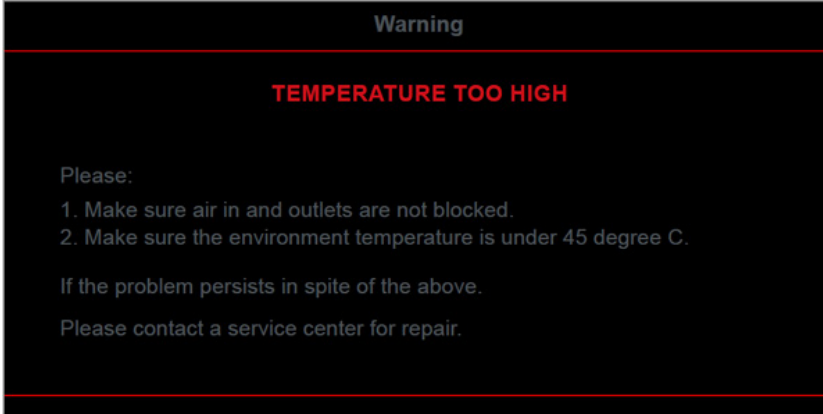 Warning
TEMPERATURE TOO HIGH
Please:
1. Make sure air in and outlets are not blocked.
2. Make sure the environment temperature is under 45 degree C.
If the problem persists in spite of the above.
Please contact a service center for repair.